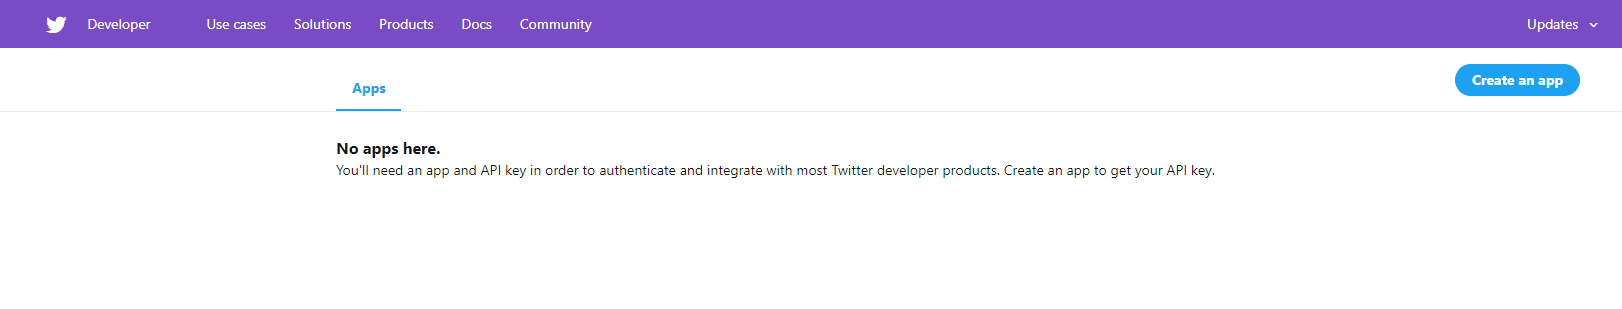 Developer Use cases Solutions Products Docs Community Updates
Apps Create an app
No apps here.
You'll need an app and API key in order to authenticate and integrate with most Twitter developer products. Create an app to get your API key.